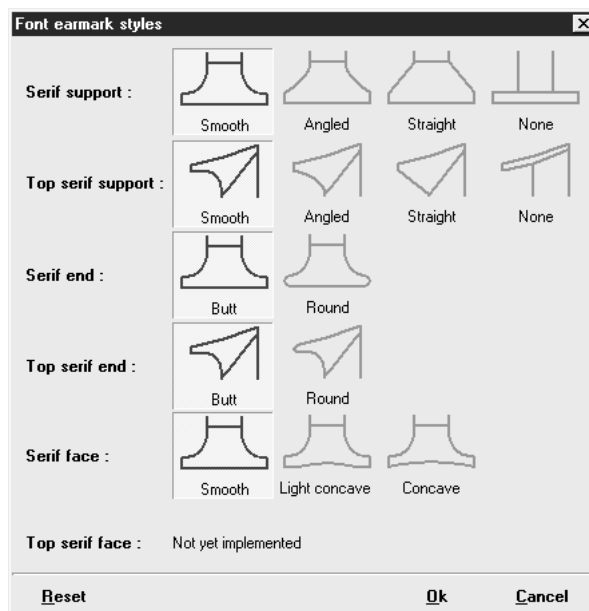 Font earmark styles
Serif support :
Smooth Angled Straight None
Top serif support :
Smooth Angled Straight None
Serif end :
Butt Round
Top serif end :
Butt Round
Serif face :
Smooth Light concave Concave
Top serif face : Not yet implemented
Reset Ok Cancel